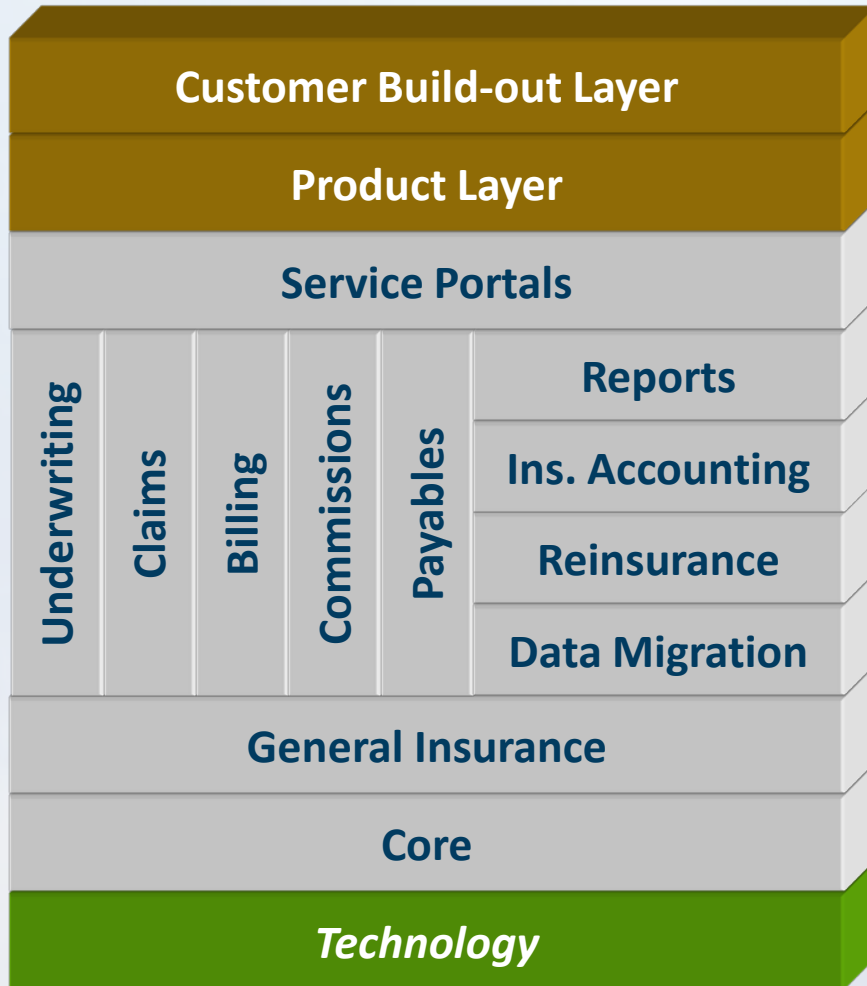 Customer Build-out Layer
Product Layer
Service Portals
Underwriting
Claims
Billing
Commissions
Payables
Reports
Ins. Accounting
Reinsurance
Data Migration
General Insurance
Core
Technology